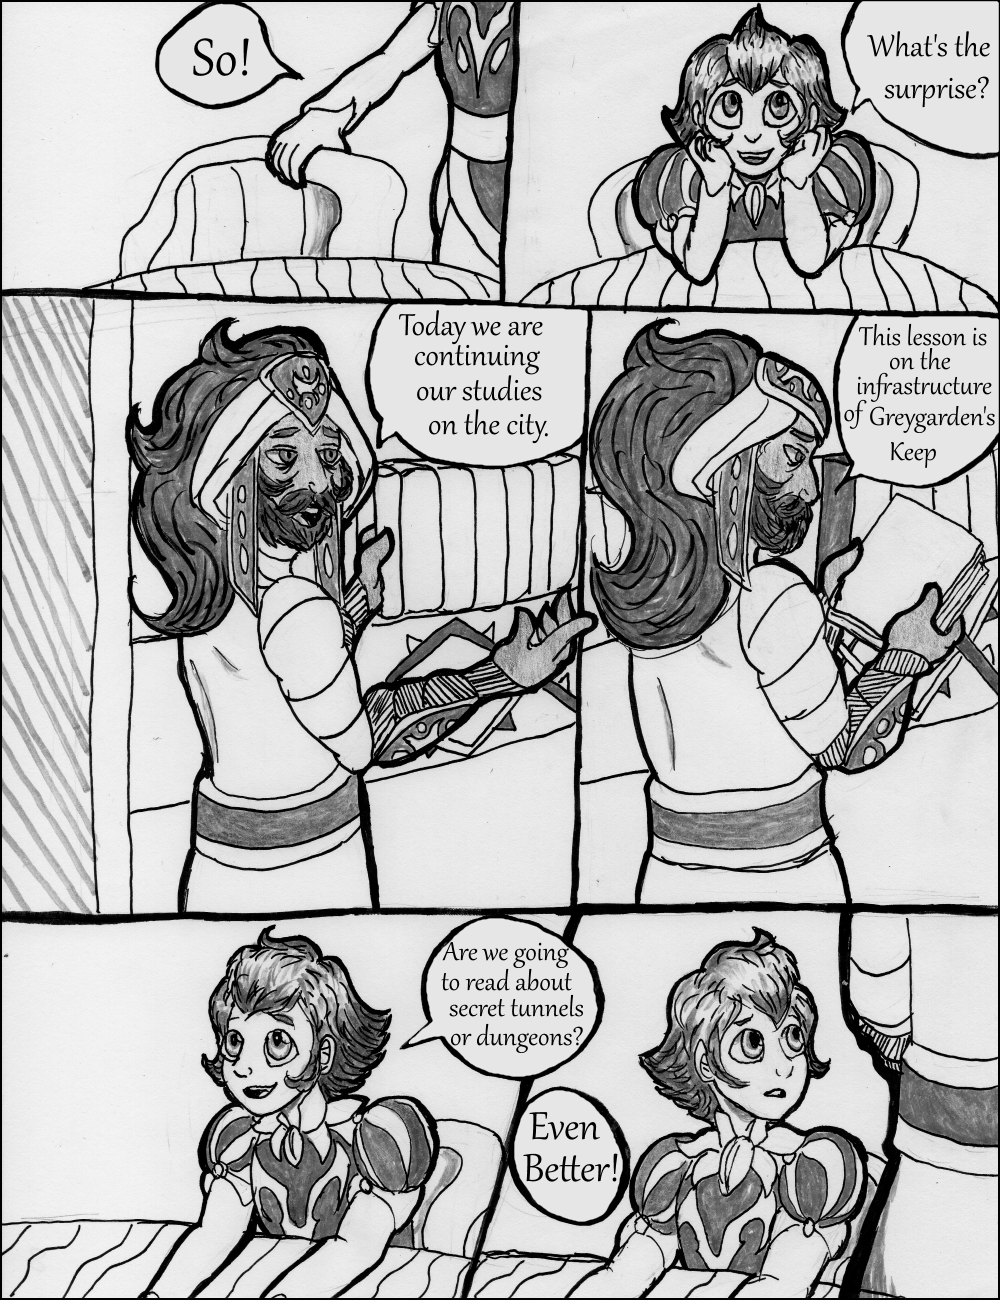 So!
What's the
surprise?
Today we are
continuing
our studies
on the city.
This lesson is
on the
infrastructure
of Greygarden's
Keep
Are we going
to read about
secret tunnels
or dungeons?
Even
Better!